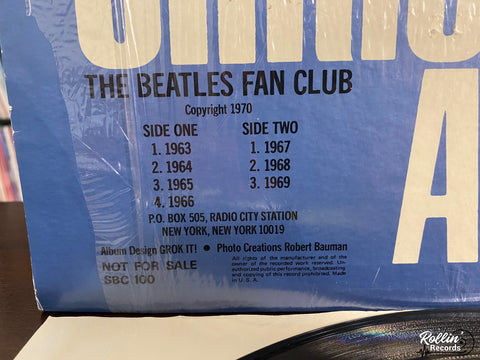 THE BEATLES FAN CLUB
Copyright 1970
SIDE ONE SIDE TWO
1. 1963 1. 1967
2. 1964 2. 1968
3. 1965 3. 1969
4. 1966
P.O. BOX 505, RADIO CITY STATION
NEW YORK, NEW YORK 10019
Album Design GROK IT! • Photo Creations Robert Bauman
NOT FOR SALE
SBC 100
All rights of the manufacturer and of the
owner of the recorded work reserved. Un-
authorized public performance, broadcasting
and copying of this record prohibited. Made
in U. S. A.
A
Rollin'
Records